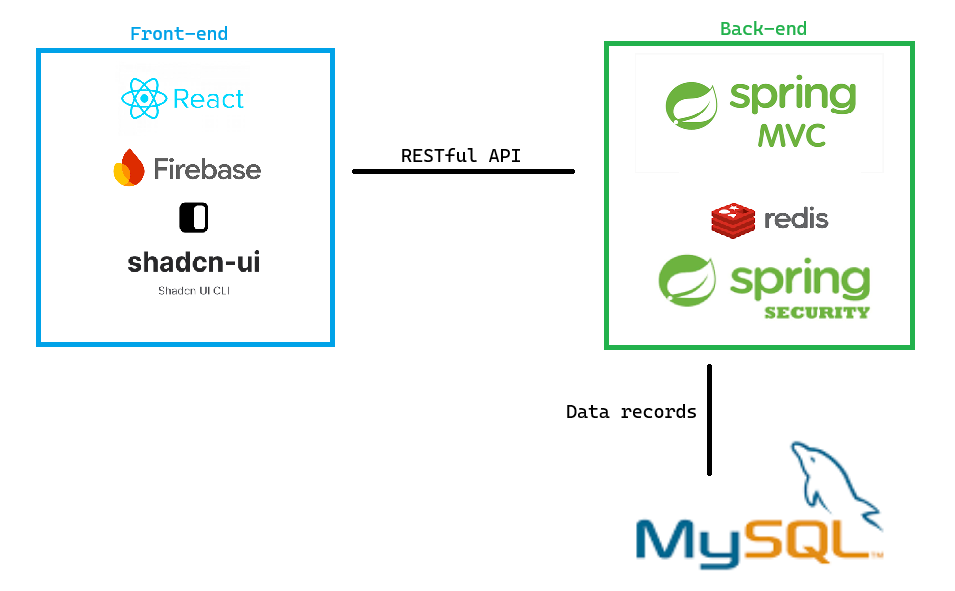 Front-end
React
Firebase
shadcn-ui
Shadcn UI CLI
RESTful API
Back-end
spring
MVC
redis
spring
SECURITY
Data records
MySQL™